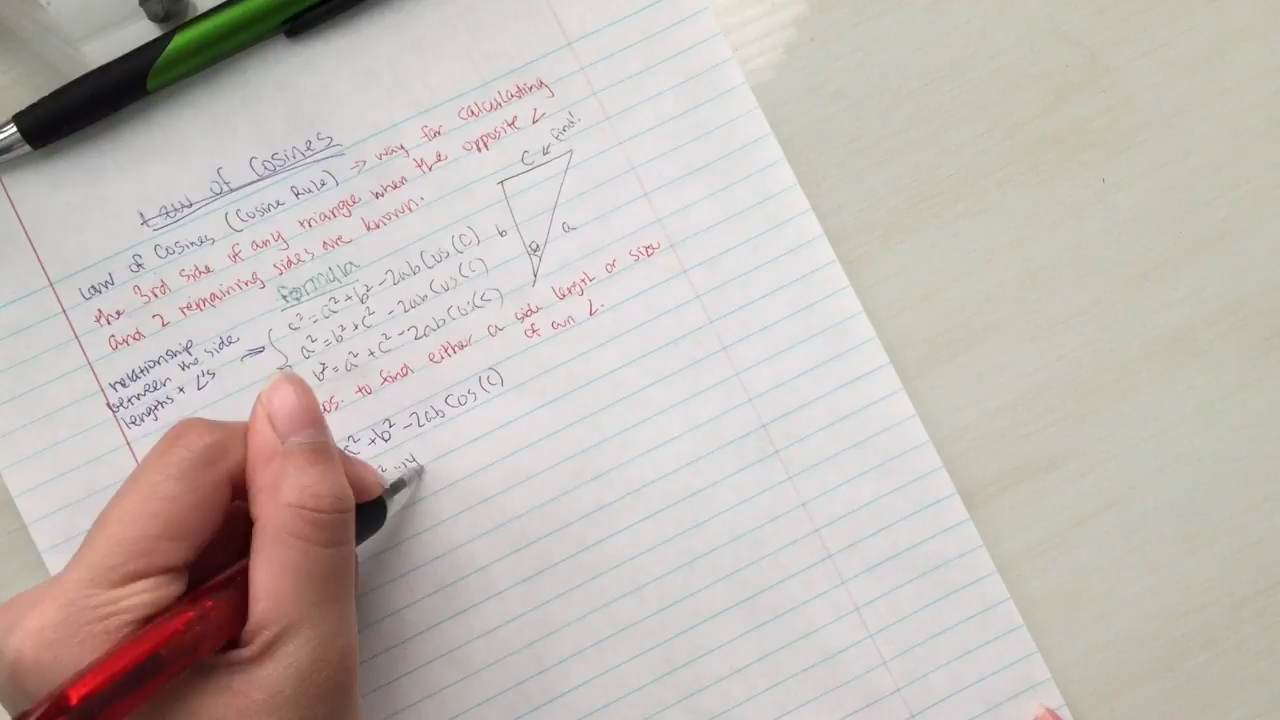 Law of Cosines
Law of Cosines (Cosine Rule) → way for calculating
the 3rd side of any triangle when the opposite ∠
and 2 remaining sides are known.
C ← find!
b
a
θ
formula
c² = a² + b² - 2ab Cos(C)
a² = b² + c² - 2ab Cos(C)
b² = a² + c² - 2ab Cos(C)
relationship
between the side
lengths + ∠'s
cos. to find either a side length or size
of an ∠.
a² + b² - 2ab Cos(C)